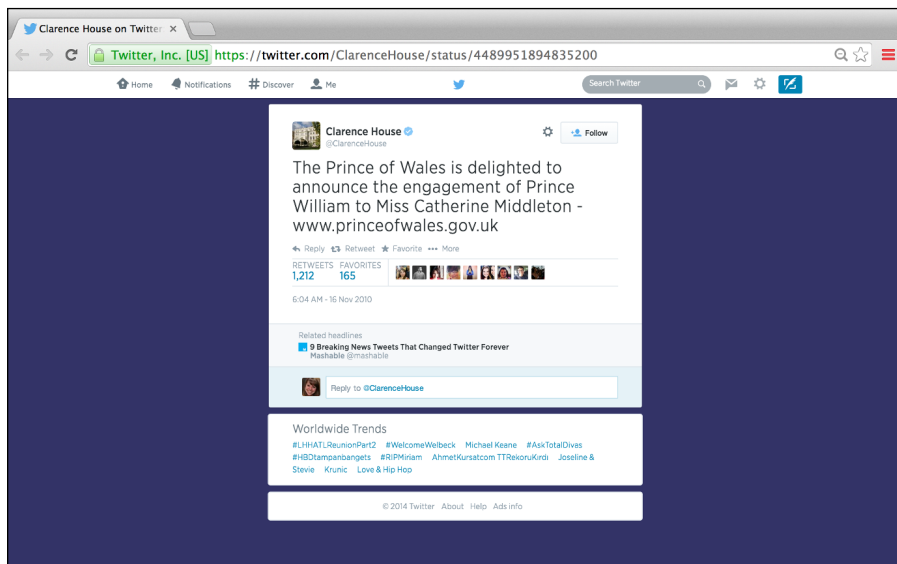 Clarence House on Twitter
Twitter, Inc. [US] https://twitter.com/ClarenceHouse/status/4489951894835200
Home Notifications # Discover Me Search Twitter
Clarence House
@ClarenceHouse
Follow
The Prince of Wales is delighted to
announce the engagement of Prince
William to Miss Catherine Middleton -
www.princeofwales.gov.uk
Reply Retweet Favorite ••• More
RETWEETS FAVORITES
1,212 165
6:04 AM - 16 Nov 2010
Related headlines
9 Breaking News Tweets That Changed Twitter Forever
Mashable @mashable
Reply to @ClarenceHouse
Worldwide Trends
#LHHATLReunionPart2 #WelcomeWelbeck Michael Keane #AskTotalDivas
#HBDtampanbangets #RIPMiriam AhmetKursatcom TTRekoruKırdı Joseline &
Stevie Krunic Love & Hip Hop
© 2014 Twitter About Help Ads info